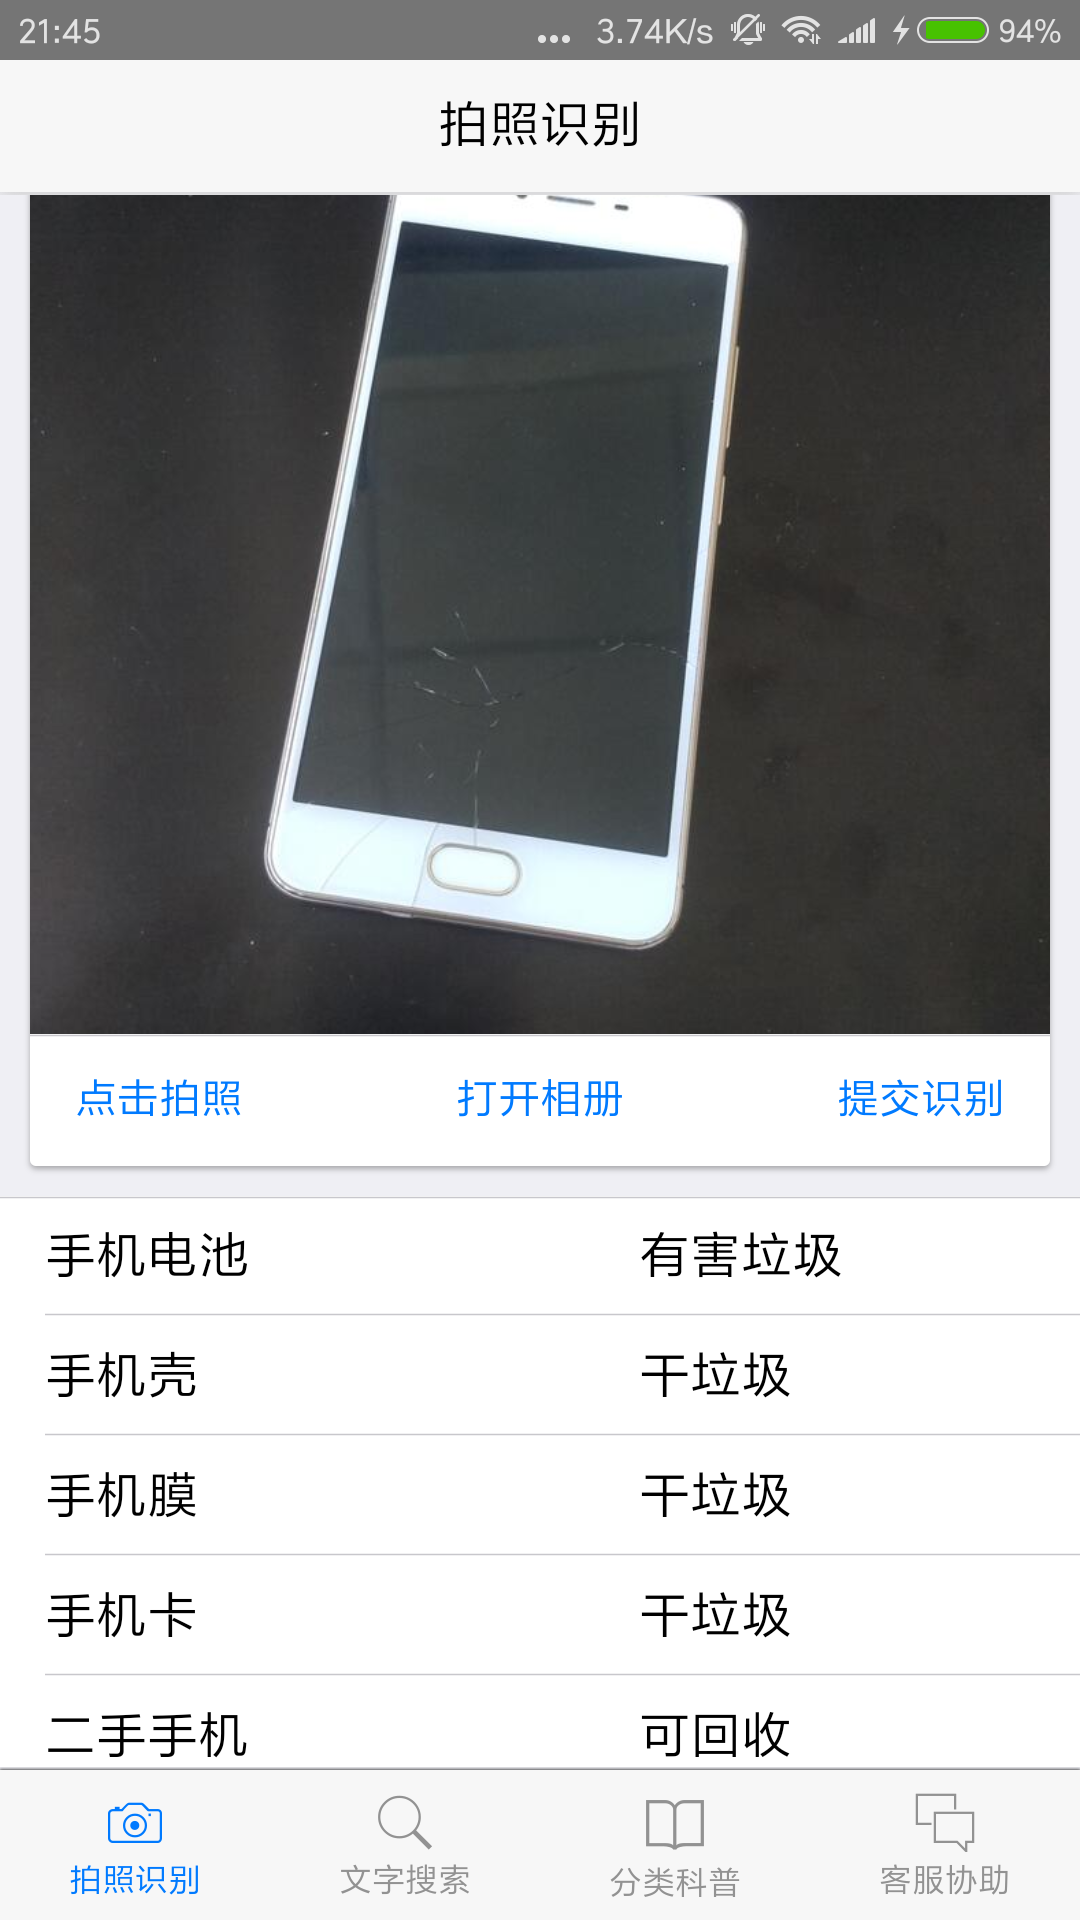 21:45 ... 3.74K/s 94%
拍照识别
点击拍照 打开相册 提交识别
手机电池 有害垃圾
手机壳 干垃圾
手机膜 干垃圾
手机卡 干垃圾
二手手机 可回收
拍照识别 文字搜索 分类科普 客服协助